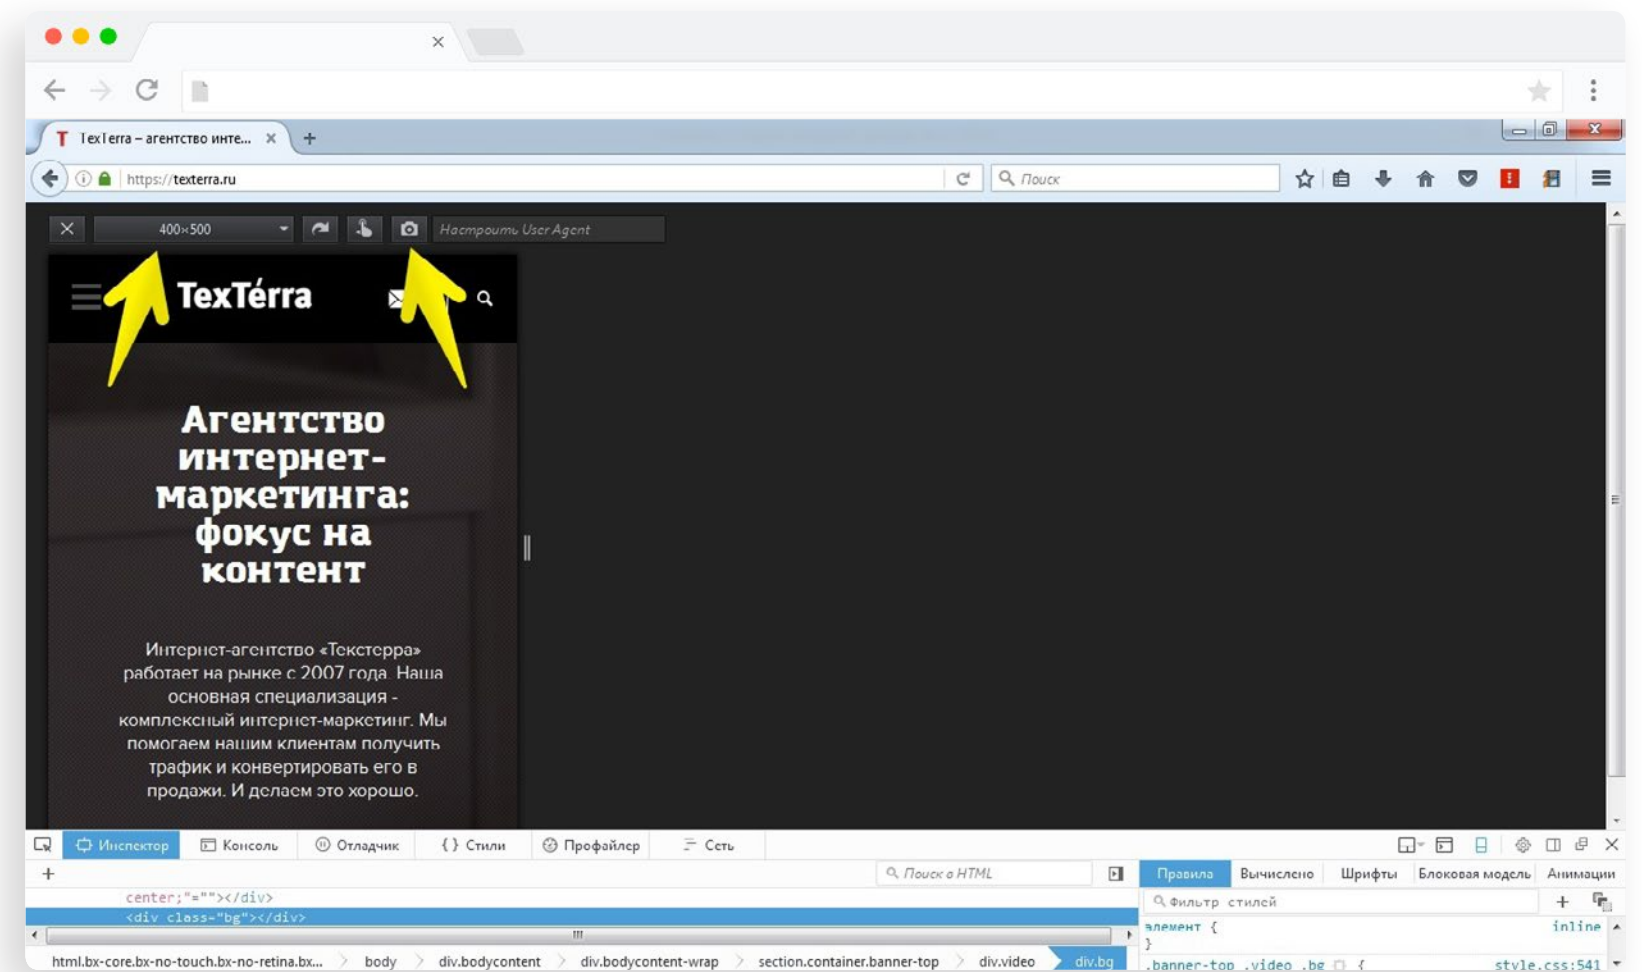 TexTerra – агентство инте...
https://texterra.ru
Поиск
400×500
Настроить User Agent
TexTérra
Агентство
интернет-
маркетинга:
фокус на
контент
Интернет-агентство «Текстерра»
работает на рынке с 2007 года. Наша
основная специализация -
комплексный интернет-маркетинг. Мы
помогаем нашим клиентам получить
трафик и конвертировать его в
продажи. И делаем это хорошо.
Инспектор Консоль Отладчик {} Стили Профайлер Сеть
+ Поиск в HTML Правила Вычислено Шрифты Блоковая модель Анимации
center;"=""></div>
<div class="bg"></div>
Фильтр стилей +
элемент { inline
}
html.bx-core.bx-no-touch.bx-no-retina.bx... body div.bodycontent div.bodycontent-wrap section.container.banner-top div.video div.bg
.banner-top .video .bg { style.css:541